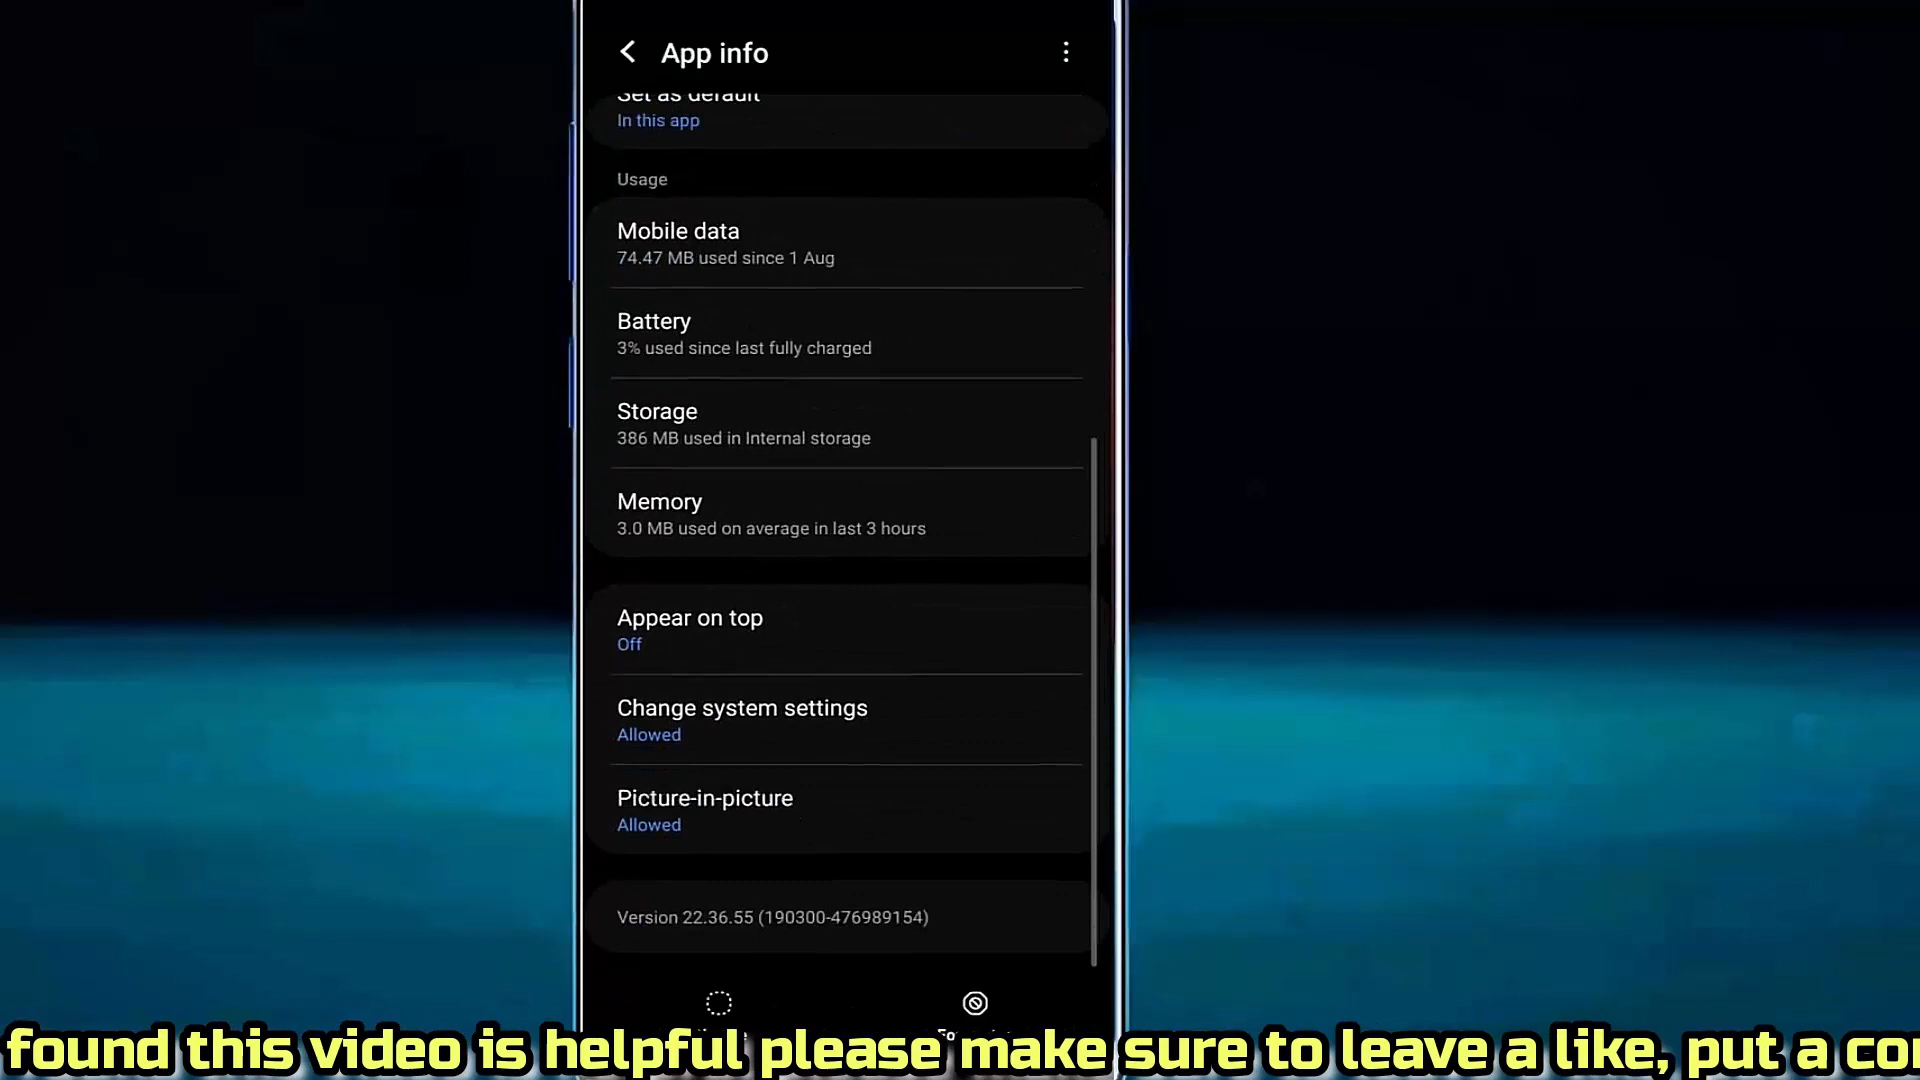 App info
Set as default
In this app
Usage
Mobile data
74.47 MB used since 1 Aug
Battery
3% used since last fully charged
Storage
386 MB used in Internal storage
Memory
3.0 MB used on average in last 3 hours
Appear on top
Off
Change system settings
Allowed
Picture-in-picture
Allowed
Version 22.36.55 (190300-476989154)
found this video is helpful please make sure to leave a like, put a